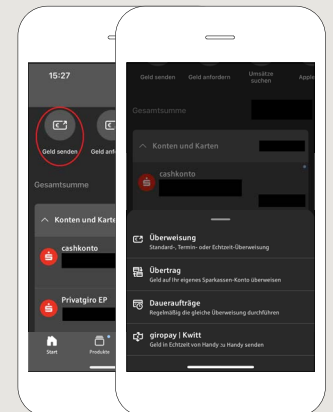 15:27
Geld senden
Geld anf
Gesamtsumme
Konten und Karte
cashkonto
Privatgiro EP
Start
Produkte
Geld senden
Geld anfordern
Umsätze
suchen
Apple
Gesamtsumme
Konten und Karten
cashkonto
Überweisung
Standard-, Termin- oder Echtzeit-Überweisung
Übertrag
Geld auf Ihr eigenes Sparkassen-Konto überweisen
Daueraufträge
Regelmäßig die gleiche Überweisung durchführen
giropay | Kwitt
Geld in Echtzeit von Handy zu Handy senden